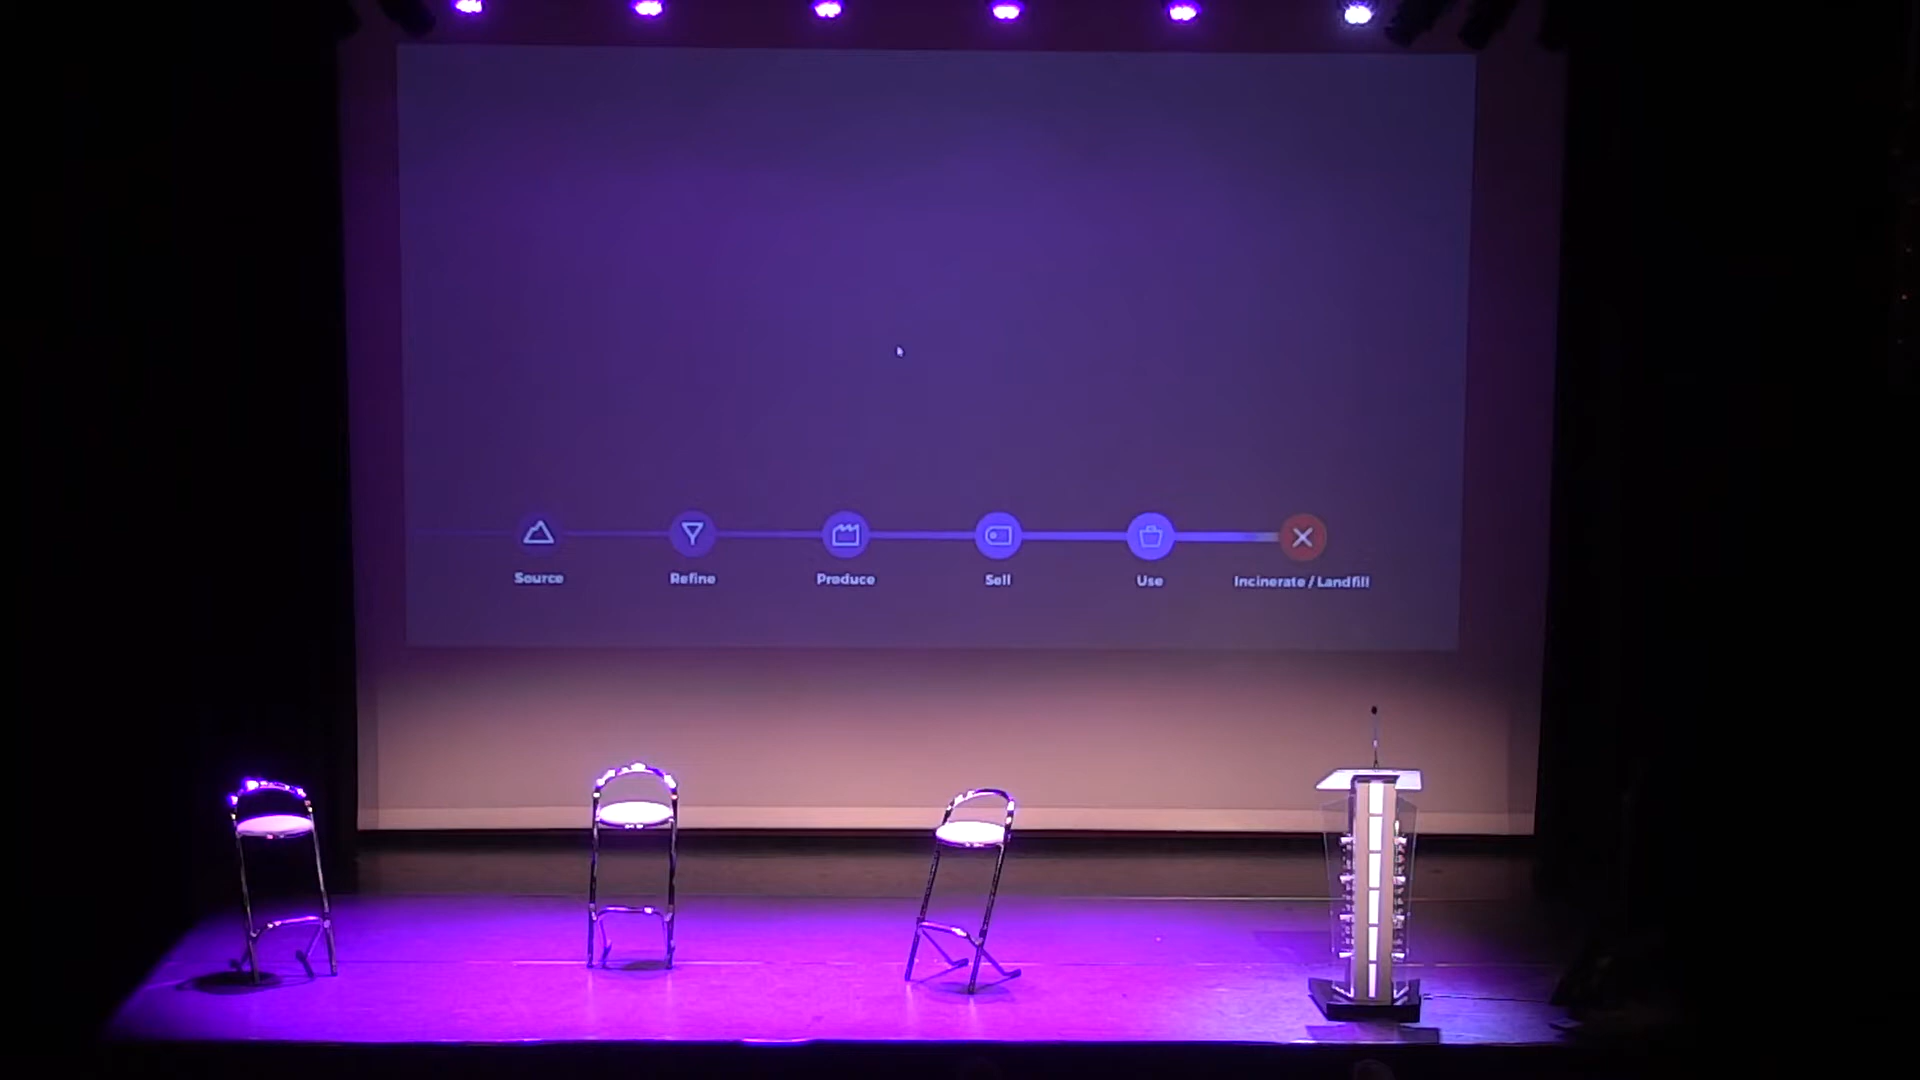 Source
Refine
Produce
Sell
Use
Incinerate / Landfill